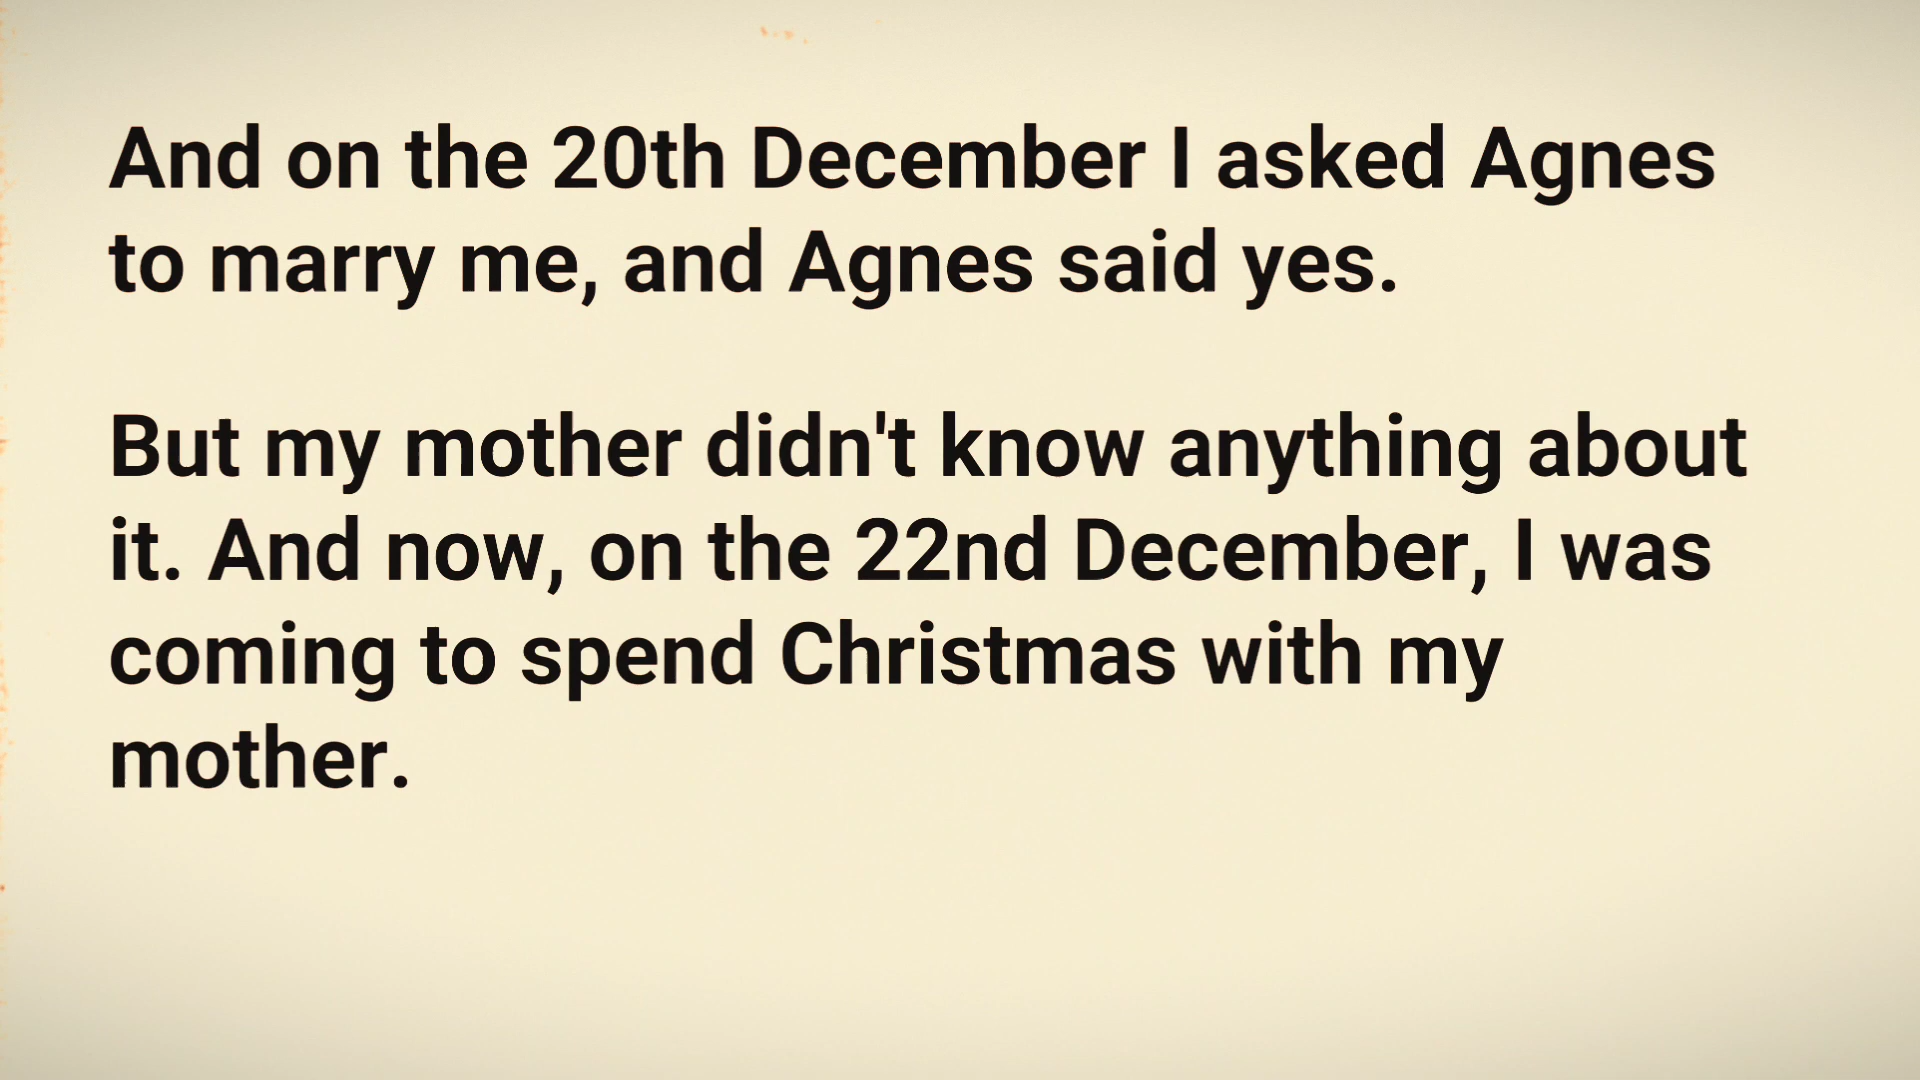 And on the 20th December I asked Agnes
to marry me, and Agnes said yes.
But my mother didn't know anything about
it. And now, on the 22nd December, I was
coming to spend Christmas with my
mother.